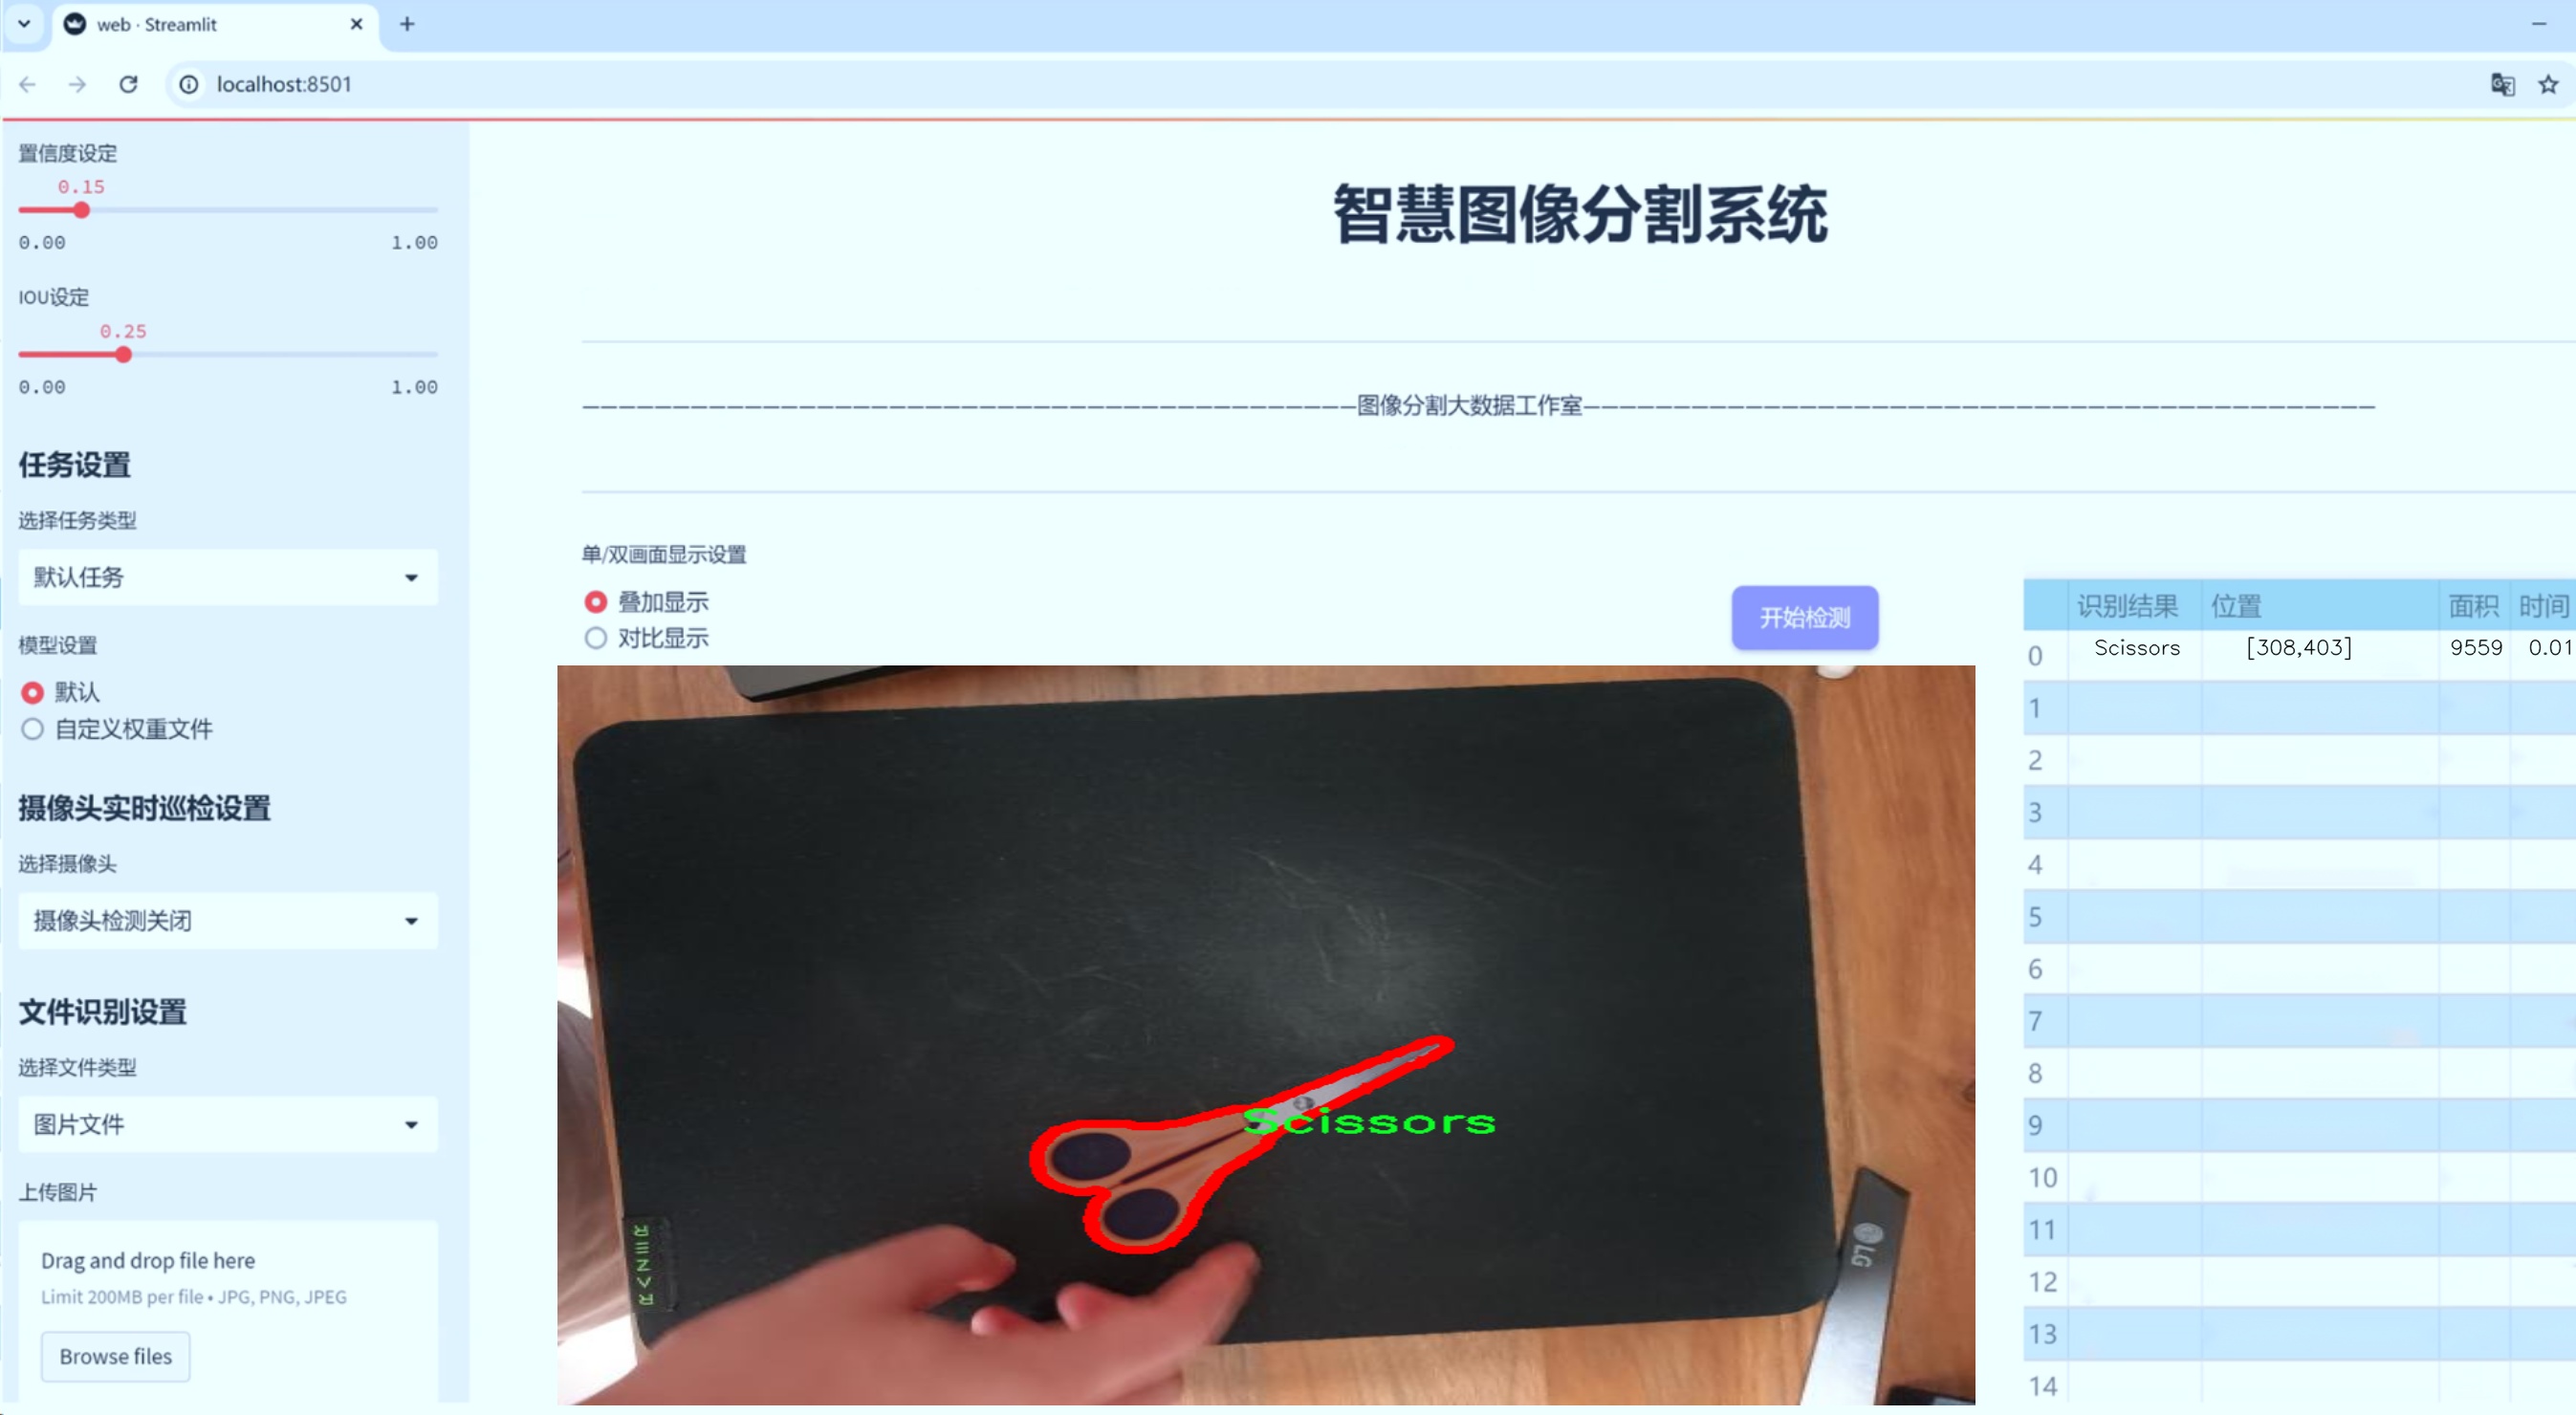 web · Streamlit
localhost:8501
置信度设定
0.15
0.00 1.00
IOU设定
0.25
0.00 1.00
任务设置
选择任务类型
默认任务
模型设置
默认
自定义权重文件
摄像头实时巡检设置
选择摄像头
摄像头检测关闭
文件识别设置
选择文件类型
图片文件
上传图片
Drag and drop file here
Limit 200MB per file • JPG, PNG, JPEG
Browse files
智慧图像分割系统
———————————————————————————————————————————图像分割大数据工作室————————————————————————————————————————————
单/双画面显示设置
叠加显示
对比显示
开始检测
Scissors
LG
识别结果 位置 面积 时间
0 Scissors [308,403] 9559 0.01
1
2
3
4
5
6
7
8
9
10
11
12
13
14